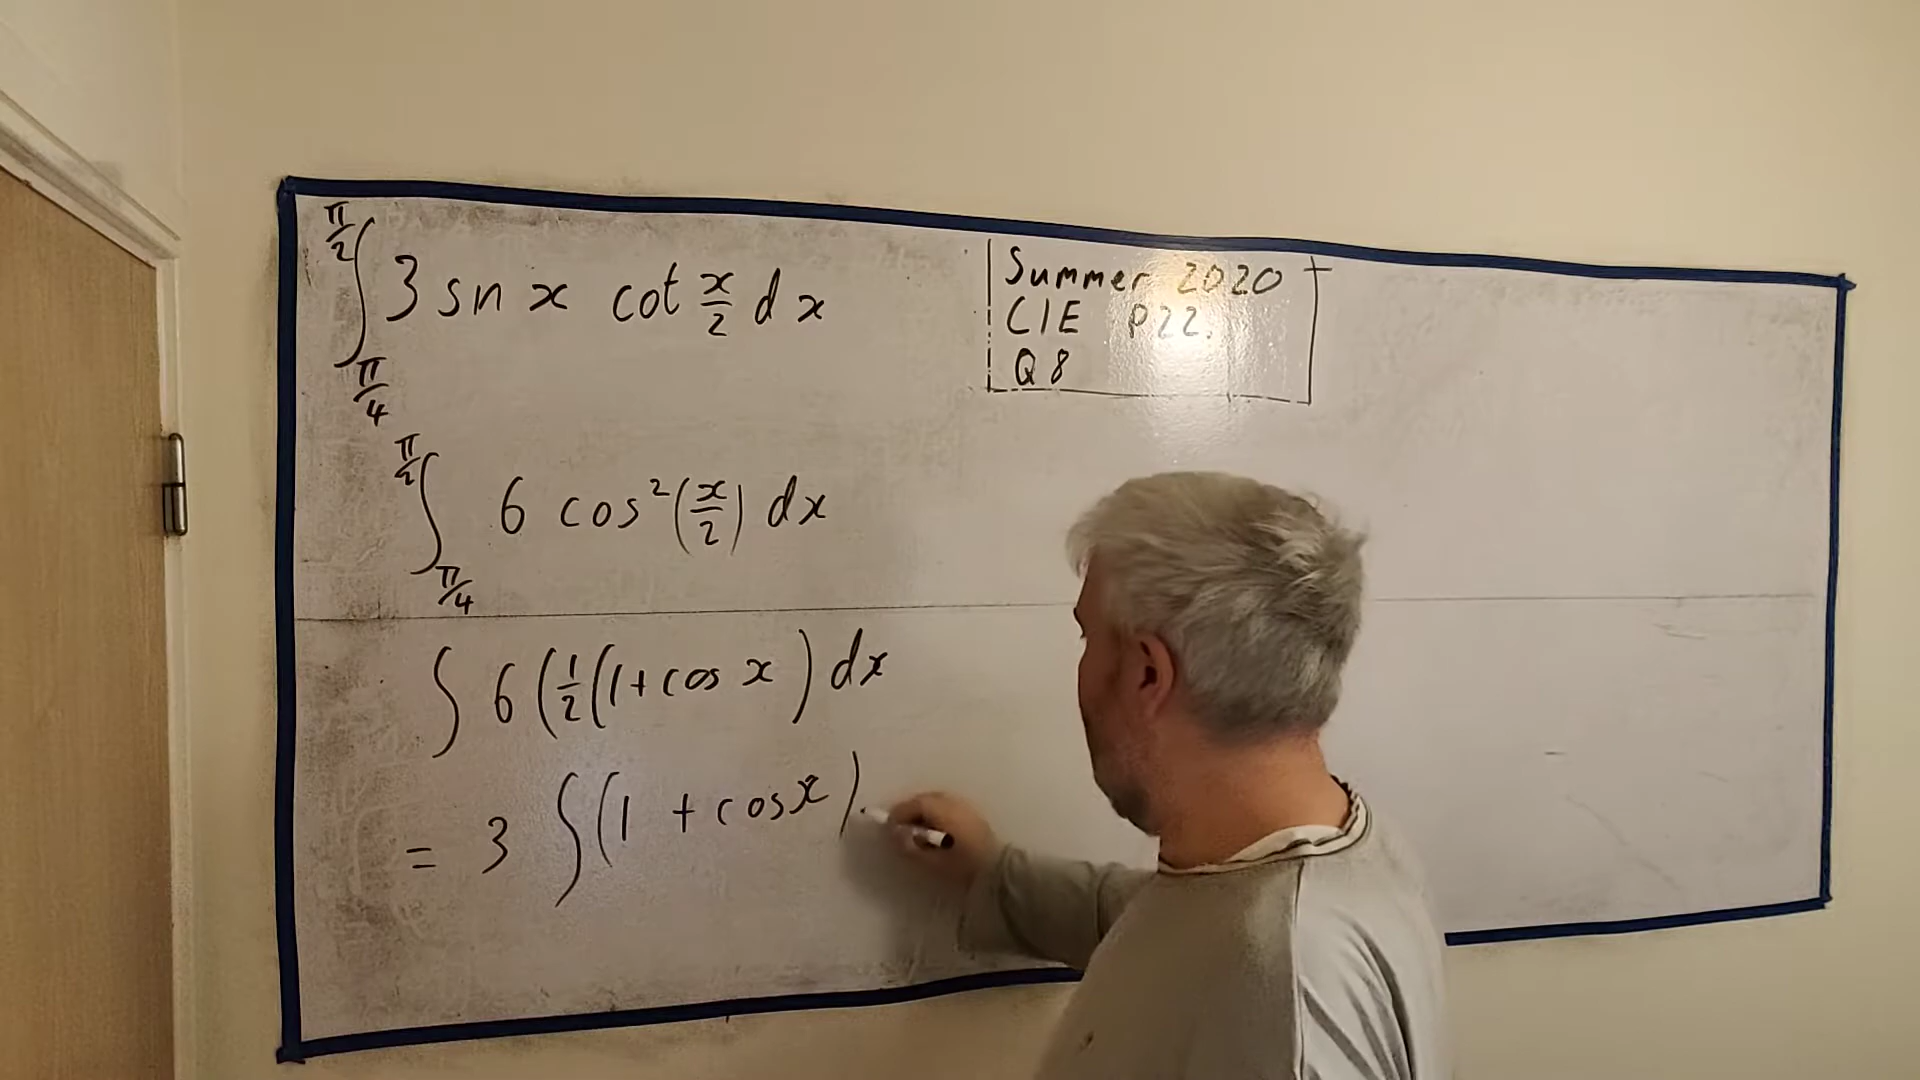 ∫_{π/4}^{π/2} 3 sn x cot x/2 dx
Summer 2020
CIE P22.
Q8
∫_{π/4}^{π/2} 6 cos²(x/2) dx
∫ 6 (1/2(1+cos x) dx
= 3 ∫(1 + cosx)